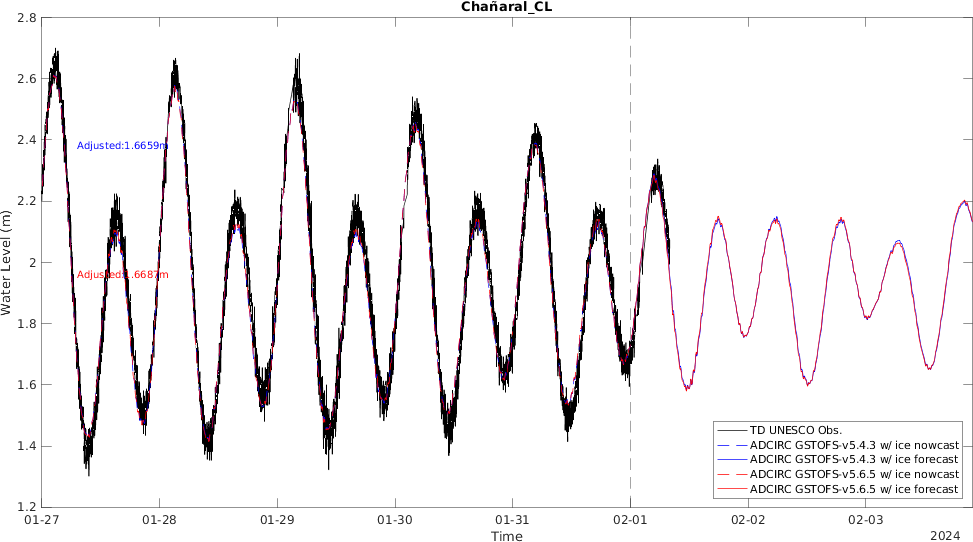 Chañaral_CL
2.8
2.6
2.4
2.2
2
1.8
1.6
1.4
1.2
Water Level (m)
Adjusted:1.6659m
Adjusted:1.6687m
TD UNESCO Obs.
ADCIRC GSTOFS-v5.4.3 w/ ice nowcast
ADCIRC GSTOFS-v5.4.3 w/ ice forecast
ADCIRC GSTOFS-v5.6.5 w/ ice nowcast
ADCIRC GSTOFS-v5.6.5 w/ ice forecast
01-27 01-28 01-29 01-30 01-31 02-01 02-02 02-03
Time
2024